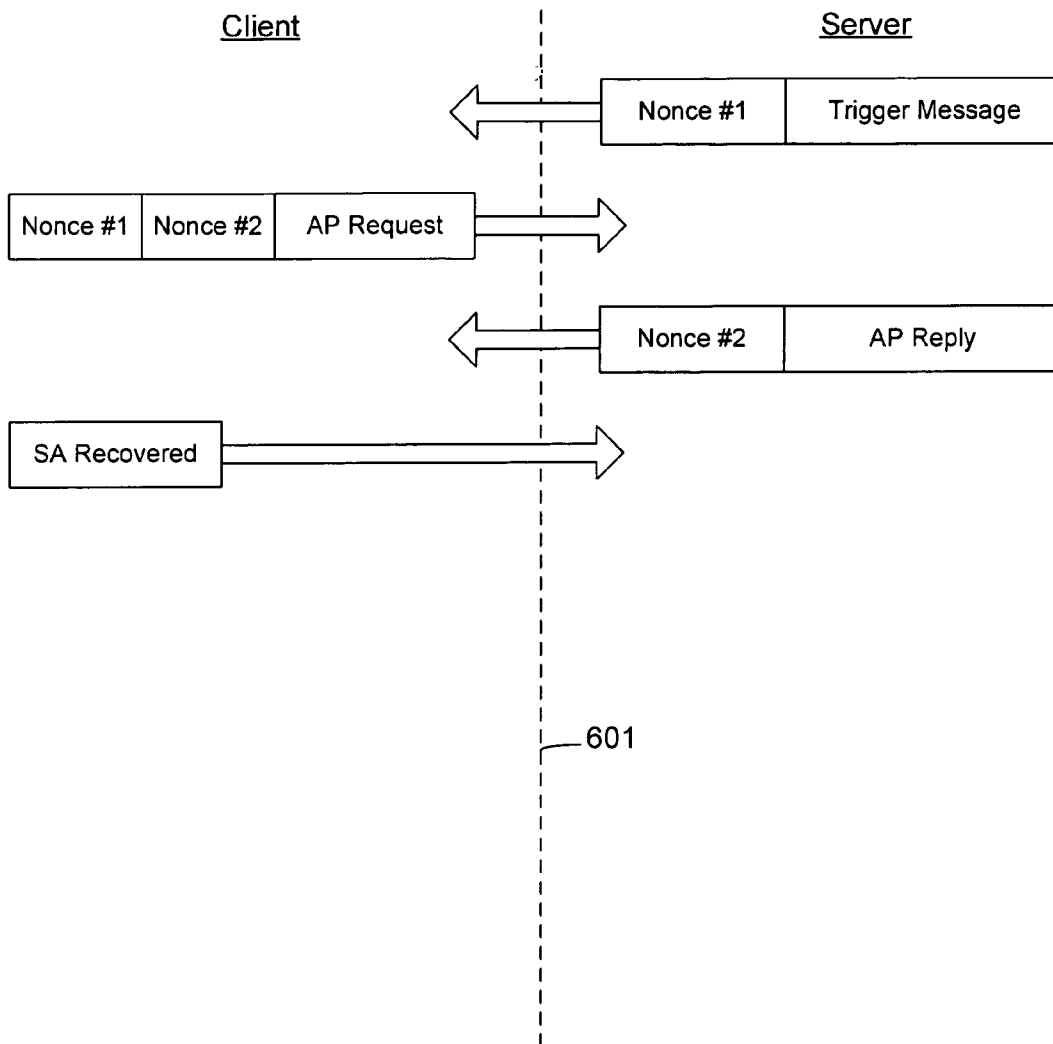 Client
Server
Nonce #1
Trigger Message
Nonce #1
Nonce #2
AP Request
Nonce #2
AP Reply
SA Recovered
601